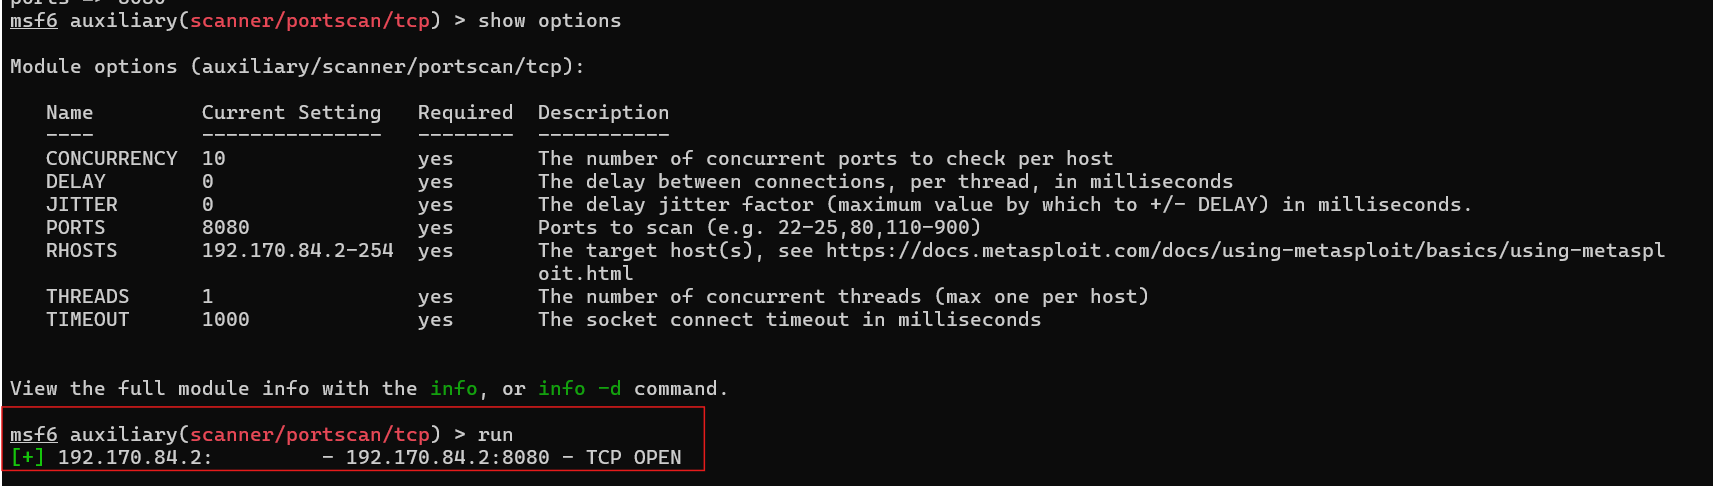 ports => 8080
msf6 auxiliary(scanner/portscan/tcp) > show options
Module options (auxiliary/scanner/portscan/tcp):
Name Current Setting Required Description
---- --------------- -------- -----------
CONCURRENCY 10 yes The number of concurrent ports to check per host
DELAY 0 yes The delay between connections, per thread, in milliseconds
JITTER 0 yes The delay jitter factor (maximum value by which to +/- DELAY) in milliseconds.
PORTS 8080 yes Ports to scan (e.g. 22-25,80,110-900)
RHOSTS 192.170.84.2-254 yes The target host(s), see https://docs.metasploit.com/docs/using-metasploit/basics/using-metaspl
oit.html
THREADS 1 yes The number of concurrent threads (max one per host)
TIMEOUT 1000 yes The socket connect timeout in milliseconds
View the full module info with the info, or info -d command.
msf6 auxiliary(scanner/portscan/tcp) > run
[+] 192.170.84.2: - 192.170.84.2:8080 - TCP OPEN